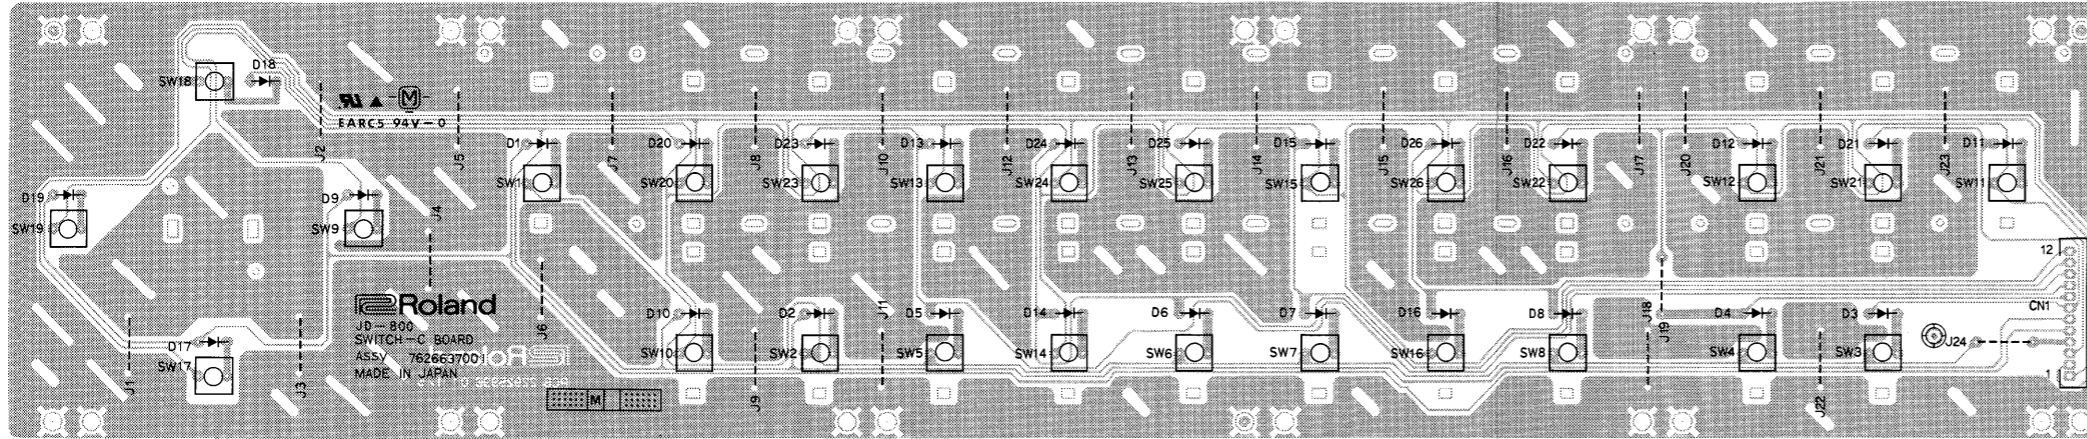 D18
SW18
J2
EARC5 94V-0
M
J5
J7
J8
J10
J12
J13
J14
J15
J16
J17
J20
J21
J23
D1
D20
D23
D13
D24
D25
D15
D26
D22
D12
D21
D11
SW1
SW20
SW23
SW13
SW24
SW25
SW15
SW26
SW22
SW12
SW21
SW11
D19
D9
SW19
SW9
J4
12
Roland
JD-800
SWITCH-C BOARD
ASSY 7626637001
MADE IN JAPAN
J6
J11
J18
J19
CN1
D10
D2
D5
D14
D6
D7
D16
D8
D4
D3
J24
SW10
SW2
SW5
SW14
SW6
SW7
SW16
SW8
SW4
SW3
D17
SW17
J1
J3
J9
J22
1
M